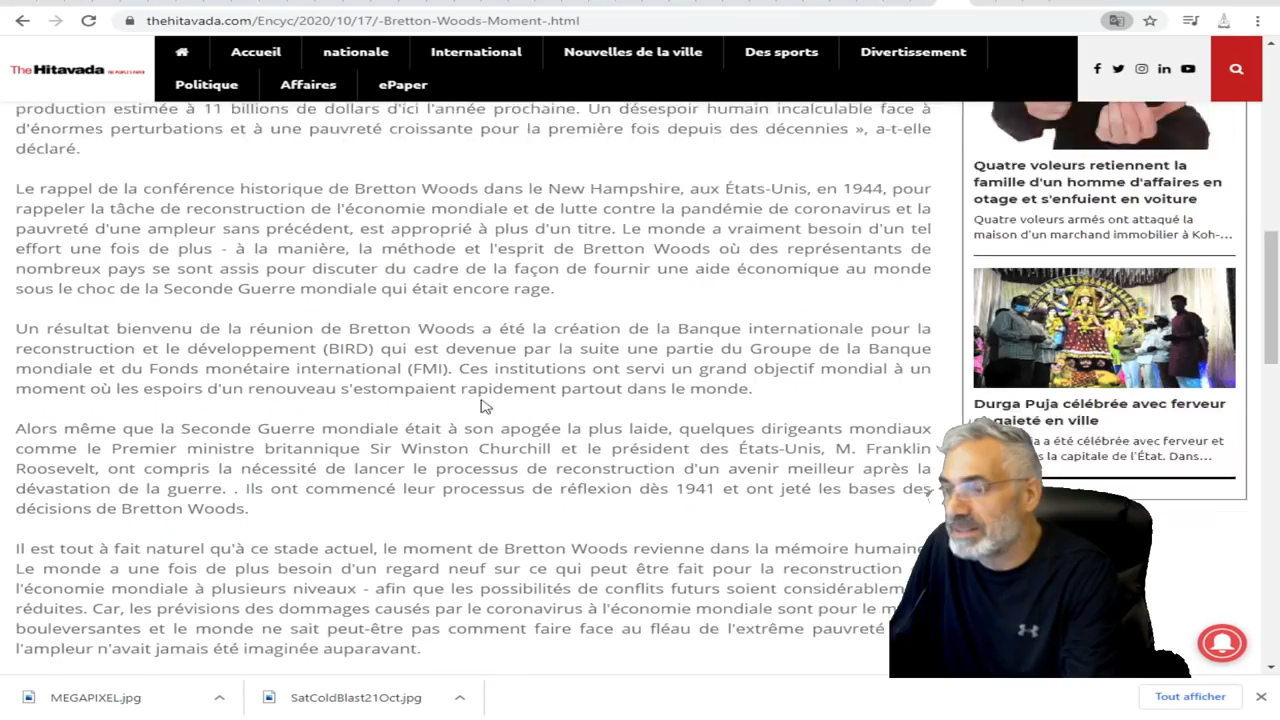 thehitavada.com/Encyc/2020/10/17/-Bretton-Woods-Moment-.html
The Hitavada THE PEOPLE'S PAPER
Accueil nationale International Nouvelles de la ville Des sports Divertissement
Politique Affaires ePaper
production estimée à 11 billions de dollars d'ici l'année prochaine. Un désespoir humain incalculable face à
d'énormes perturbations et à une pauvreté croissante pour la première fois depuis des décennies », a-t-elle
déclaré.
Le rappel de la conférence historique de Bretton Woods dans le New Hampshire, aux États-Unis, en 1944, pour
rappeler la tâche de reconstruction de l'économie mondiale et de lutte contre la pandémie de coronavirus et la
pauvreté d'une ampleur sans précédent, est approprié à plus d'un titre. Le monde a vraiment besoin d'un tel
effort une fois de plus - à la manière, la méthode et l'esprit de Bretton Woods où des représentants de
nombreux pays se sont assis pour discuter du cadre de la façon de fournir une aide économique au monde
sous le choc de la Seconde Guerre mondiale qui était encore rage.
Un résultat bienvenu de la réunion de Bretton Woods a été la création de la Banque internationale pour la
reconstruction et le développement (BIRD) qui est devenue par la suite une partie du Groupe de la Banque
mondiale et du Fonds monétaire international (FMI). Ces institutions ont servi un grand objectif mondial à un
moment où les espoirs d'un renouveau s'estompaient rapidement partout dans le monde.
Alors même que la Seconde Guerre mondiale était à son apogée la plus laide, quelques dirigeants mondiaux
comme le Premier ministre britannique Sir Winston Churchill et le président des États-Unis, M. Franklin
Roosevelt, ont compris la nécessité de lancer le processus de reconstruction d'un avenir meilleur après la
dévastation de la guerre. . Ils ont commencé leur processus de réflexion dès 1941 et ont jeté les bases des
décisions de Bretton Woods.
Il est tout à fait naturel qu'à ce stade actuel, le moment de Bretton Woods revienne dans la mémoire humaine
Le monde a une fois de plus besoin d'un regard neuf sur ce qui peut être fait pour la reconstruction
l'économie mondiale à plusieurs niveaux - afin que les possibilités de conflits futurs soient considérablem
réduites. Car, les prévisions des dommages causés par le coronavirus à l'économie mondiale sont pour le m
bouleversantes et le monde ne sait peut-être pas comment faire face au fléau de l'extrême pauvreté
l'ampleur n'avait jamais été imaginée auparavant.
Quatre voleurs retiennent la
famille d'un homme d'affaires en
otage et s'enfuient en voiture
Quatre voleurs armés ont attaqué la
maison d'un marchand immobilier à Koh-...
Durga Puja célébrée avec ferveur
gaieté en ville
a a été célébrée avec ferveur et
s la capitale de l'État. Dans...
MEGAPIXEL.jpg SatColdBlast21Oct.jpg Tout afficher